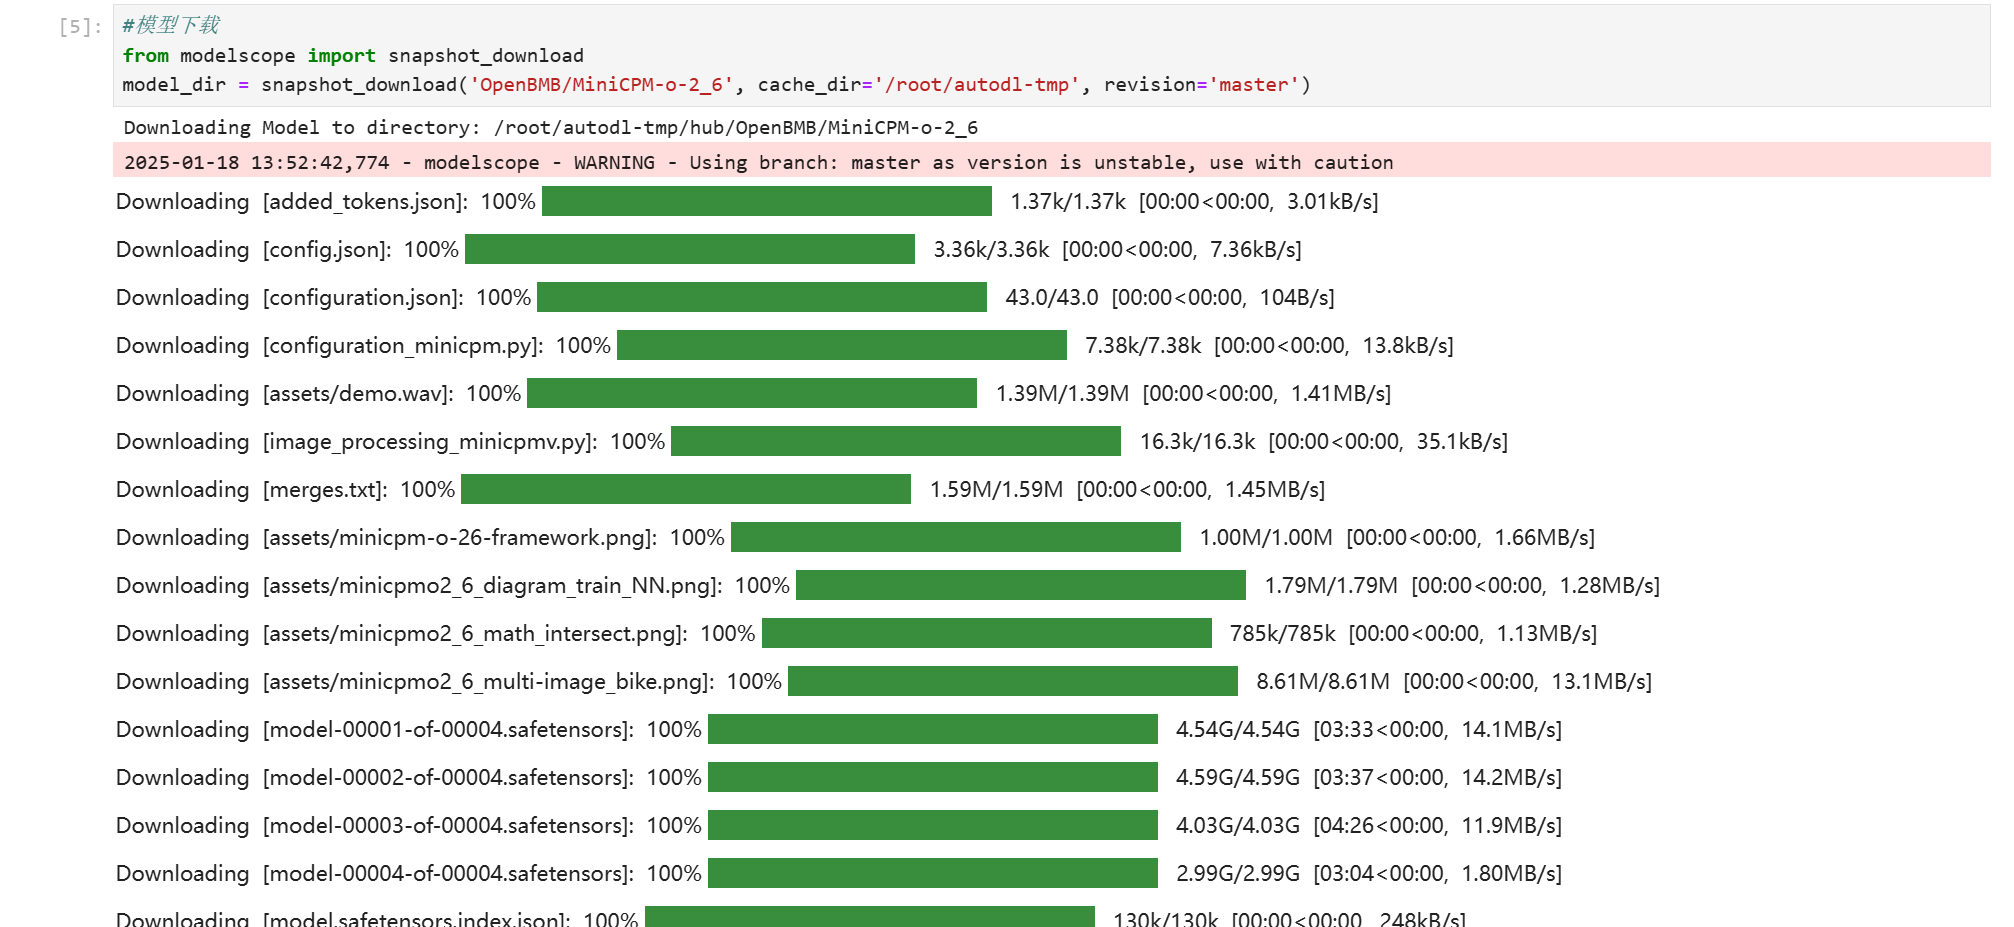 [5]:
#模型下载
from modelscope import snapshot_download
model_dir = snapshot_download('OpenBMB/MiniCPM-o-2_6', cache_dir='/root/autodl-tmp', revision='master')
Downloading Model to directory: /root/autodl-tmp/hub/OpenBMB/MiniCPM-o-2_6
2025-01-18 13:52:42,774 - modelscope - WARNING - Using branch: master as version is unstable, use with caution
Downloading [added_tokens.json]: 100% 1.37k/1.37k [00:00<00:00, 3.01kB/s]
Downloading [config.json]: 100% 3.36k/3.36k [00:00<00:00, 7.36kB/s]
Downloading [configuration.json]: 100% 43.0/43.0 [00:00<00:00, 104B/s]
Downloading [configuration_minicpm.py]: 100% 7.38k/7.38k [00:00<00:00, 13.8kB/s]
Downloading [assets/demo.wav]: 100% 1.39M/1.39M [00:00<00:00, 1.41MB/s]
Downloading [image_processing_minicpmv.py]: 100% 16.3k/16.3k [00:00<00:00, 35.1kB/s]
Downloading [merges.txt]: 100% 1.59M/1.59M [00:00<00:00, 1.45MB/s]
Downloading [assets/minicpm-o-26-framework.png]: 100% 1.00M/1.00M [00:00<00:00, 1.66MB/s]
Downloading [assets/minicpmo2_6_diagram_train_NN.png]: 100% 1.79M/1.79M [00:00<00:00, 1.28MB/s]
Downloading [assets/minicpmo2_6_math_intersect.png]: 100% 785k/785k [00:00<00:00, 1.13MB/s]
Downloading [assets/minicpmo2_6_multi-image_bike.png]: 100% 8.61M/8.61M [00:00<00:00, 13.1MB/s]
Downloading [model-00001-of-00004.safetensors]: 100% 4.54G/4.54G [03:33<00:00, 14.1MB/s]
Downloading [model-00002-of-00004.safetensors]: 100% 4.59G/4.59G [03:37<00:00, 14.2MB/s]
Downloading [model-00003-of-00004.safetensors]: 100% 4.03G/4.03G [04:26<00:00, 11.9MB/s]
Downloading [model-00004-of-00004.safetensors]: 100% 2.99G/2.99G [03:04<00:00, 1.80MB/s]
Downloading [model.safetensors.index.json]: 100% 130k/130k [00:00<00:00, 248kB/s]